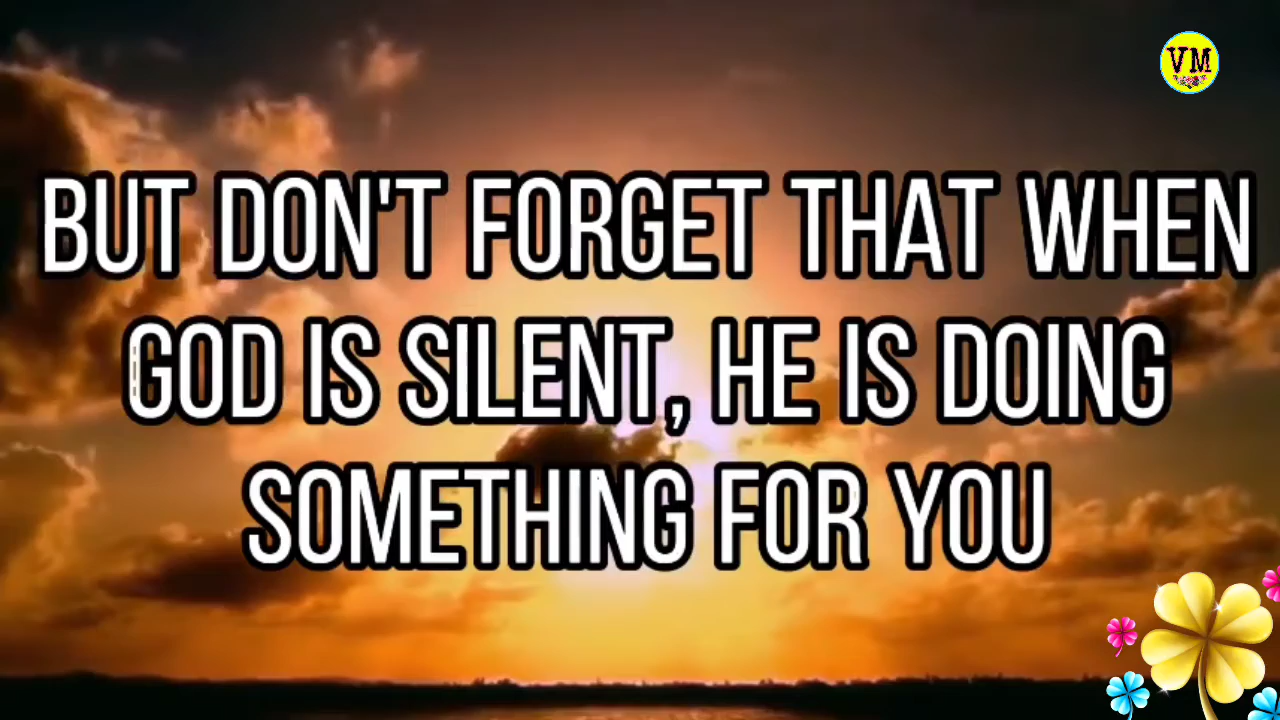 VM
BUT DON'T FORGET THAT WHEN
GOD IS SILENT, HE IS DOING
SOMETHING FOR YOU